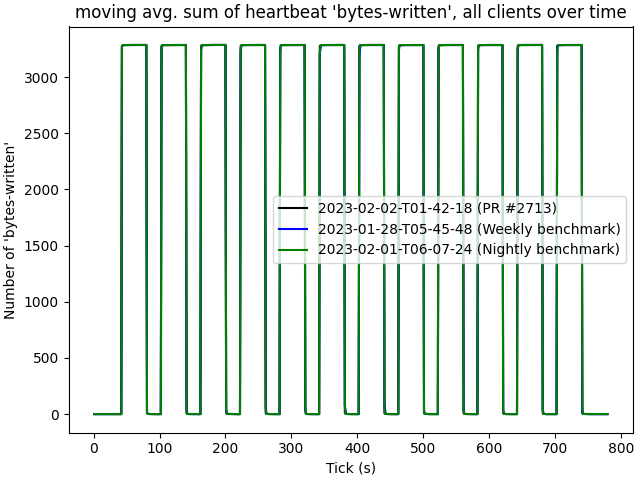 moving avg. sum of heartbeat 'bytes-written', all clients over time
Number of 'bytes-written'
3000
2500
2000
1500
1000
500
0
2023-02-02-T01-42-18 (PR #2713)
2023-01-28-T05-45-48 (Weekly benchmark)
2023-02-01-T06-07-24 (Nightly benchmark)
0 100 200 300 400 500 600 700 800
Tick (s)